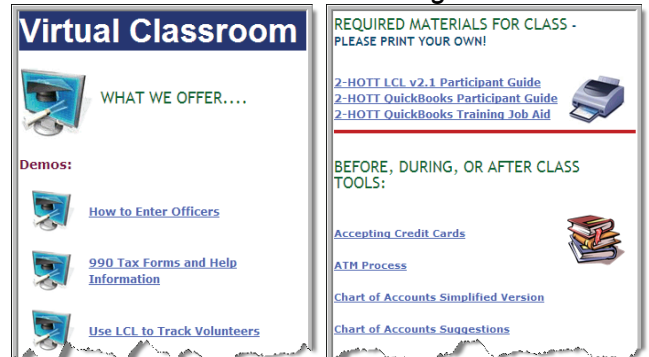 Virtual Classroom
WHAT WE OFFER....
Demos:
How to Enter Officers
990 Tax Forms and Help
Information
Use LCL to Track Volunteers
REQUIRED MATERIALS FOR CLASS -
PLEASE PRINT YOUR OWN!
2-HOTT LCL v2.1 Participant Guide
2-HOTT QuickBooks Participant Guide
2-HOTT QuickBooks Training Job Aid
BEFORE, DURING, OR AFTER CLASS
TOOLS:
Accepting Credit Cards
ATM Process
Chart of Accounts Simplified Version
Chart of Accounts Suggestions